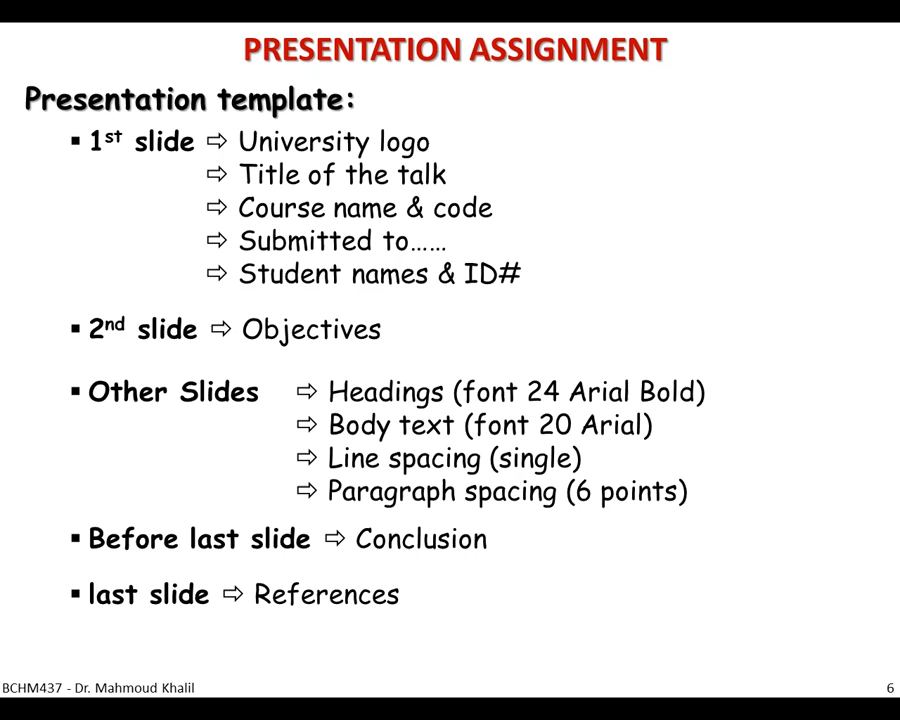 PRESENTATION ASSIGNMENT
Presentation template:
▪ 1st slide ⇨ University logo
⇨ Title of the talk
⇨ Course name & code
⇨ Submitted to……
⇨ Student names & ID#
▪ 2nd slide ⇨ Objectives
▪ Other Slides ⇨ Headings (font 24 Arial Bold)
⇨ Body text (font 20 Arial)
⇨ Line spacing (single)
⇨ Paragraph spacing (6 points)
▪ Before last slide ⇨ Conclusion
▪ last slide ⇨ References
BCHM437 - Dr. Mahmoud Khalil 6